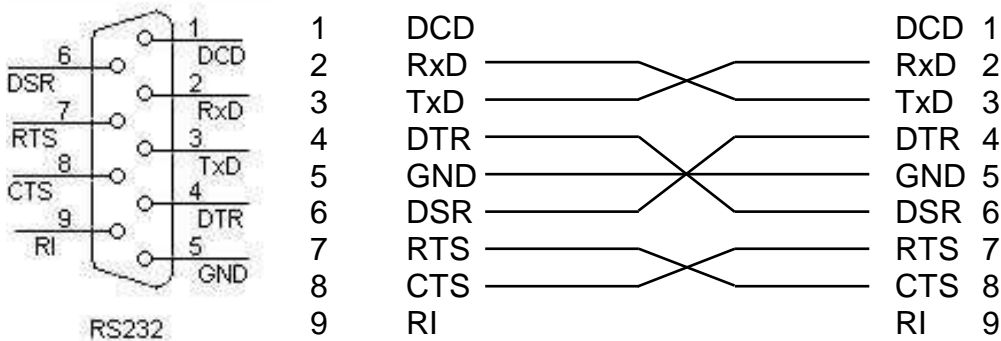 1
DCD
6
DSR
2
RxD
7
RTS
3
TxD
8
CTS
4
DTR
9
RI
5
GND
RS232
1 DCD DCD 1
2 RxD RxD 2
3 TxD TxD 3
4 DTR DTR 4
5 GND GND 5
6 DSR DSR 6
7 RTS RTS 7
8 CTS CTS 8
9 RI RI 9